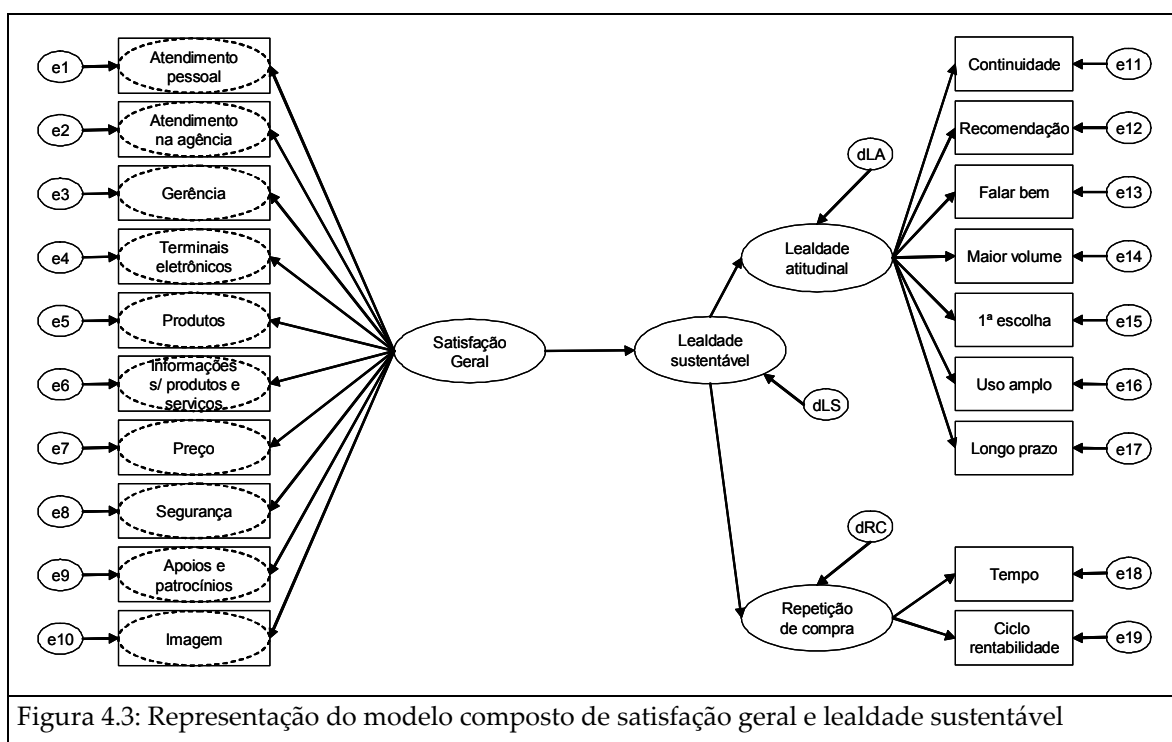 e1
Atendimento
pessoal
e2
Atendimento
na agência
e3
Gerência
e4
Terminais
eletrônicos
e5
Produtos
e6
Informações
s/ produtos e
serviços
e7
Preço
e8
Segurança
e9
Apoios e
patrocínios
e10
Imagem
Satisfação
Geral
Lealdade
sustentável
dLS
dLA
Lealdade
atitudinal
dRC
Repetição
de compra
Continuidade
e11
Recomendação
e12
Falar bem
e13
Maior volume
e14
1ª escolha
e15
Uso amplo
e16
Longo prazo
e17
Tempo
e18
Ciclo
rentabilidade
e19
Figura 4.3: Representação do modelo composto de satisfação geral e lealdade sustentável